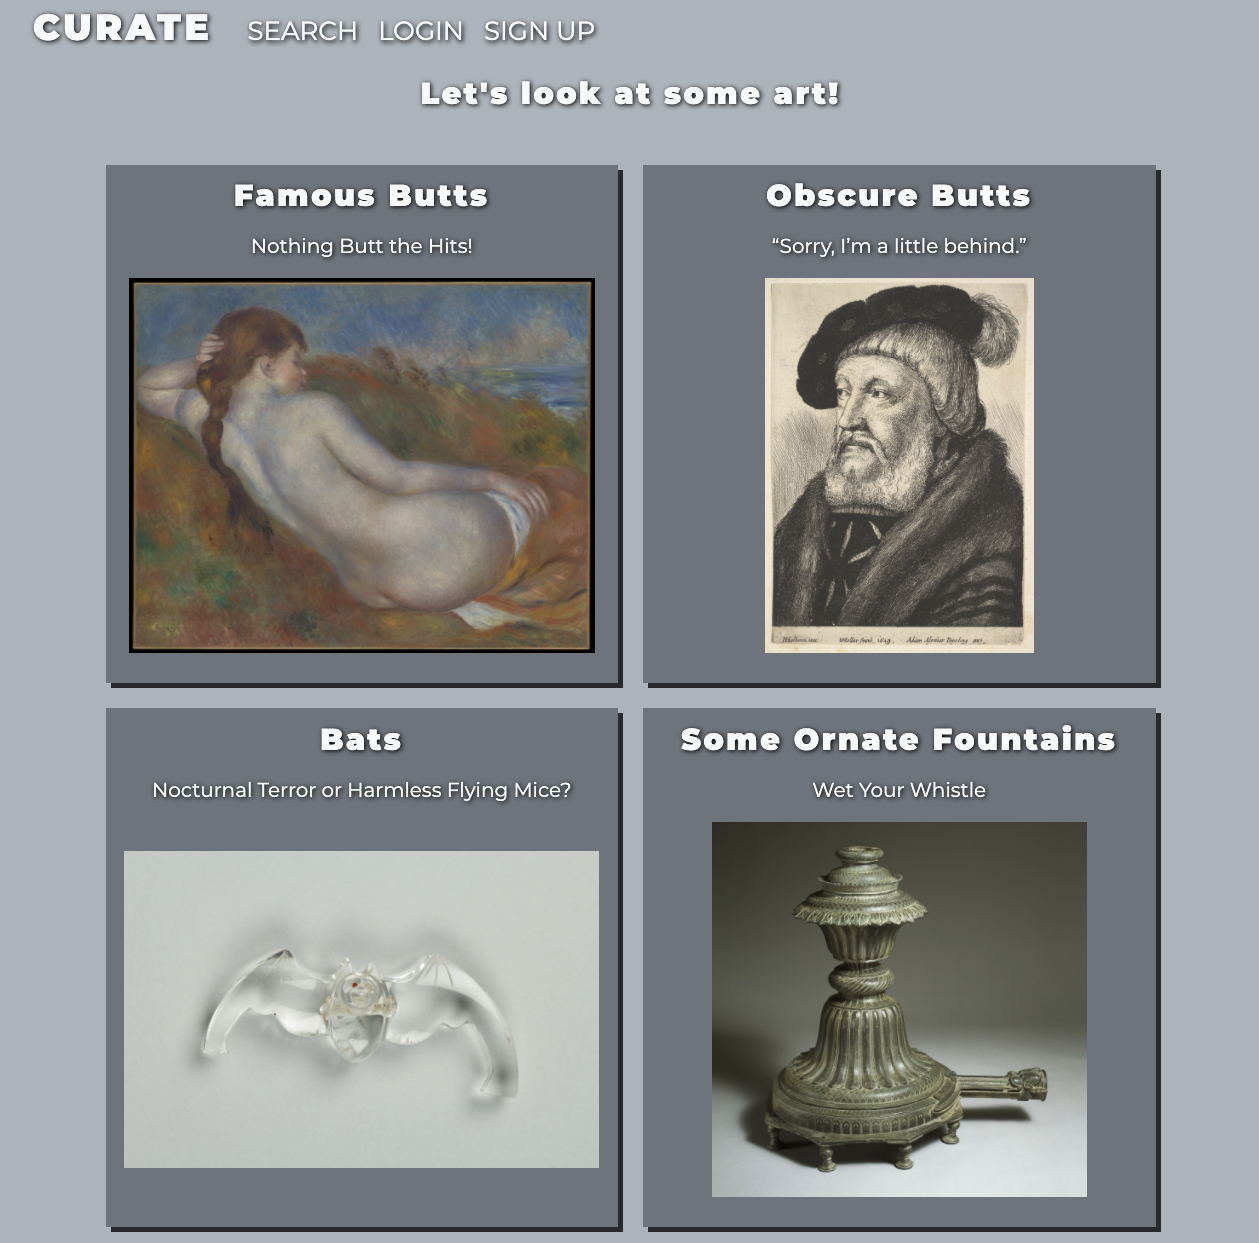 CURATE SEARCH LOGIN SIGN UP
Let's look at some art!
Famous Butts
Nothing Butt the Hits!
Obscure Butts
“Sorry, I’m a little behind.”
Bats
Nocturnal Terror or Harmless Flying Mice?
Some Ornate Fountains
Wet Your Whistle